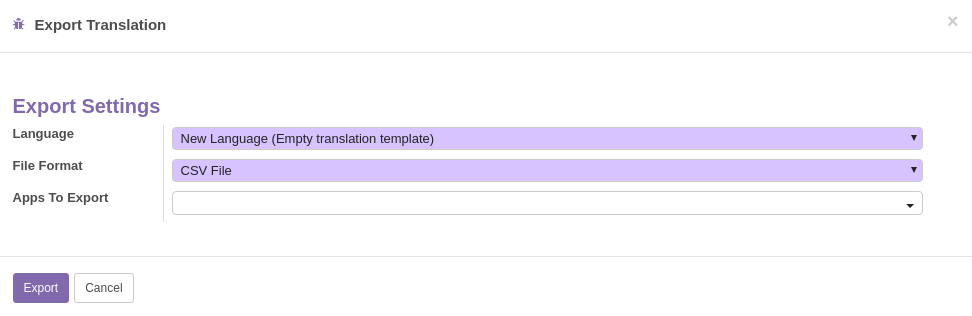 Export Translation
×
Export Settings
Language
New Language (Empty translation template)
File Format
CSV File
Apps To Export
Export
Cancel